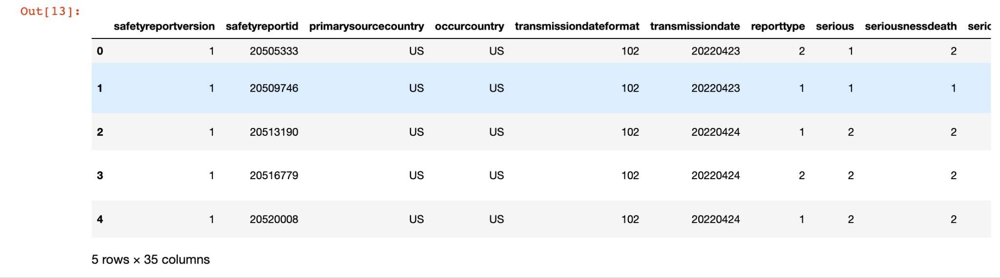 Out[13]:
safetyreportversion safetyreportid primarysourcecountry occurcountry transmissiondateformat transmissiondate reporttype serious seriousnessdeath
0 1 20505333 US US 102 20220423 2 1 2
1 1 20509746 US US 102 20220423 1 1 1
2 1 20513190 US US 102 20220424 1 2 2
3 1 20516779 US US 102 20220424 2 2 2
4 1 20520008 US US 102 20220424 1 2 2
5 rows × 35 columns